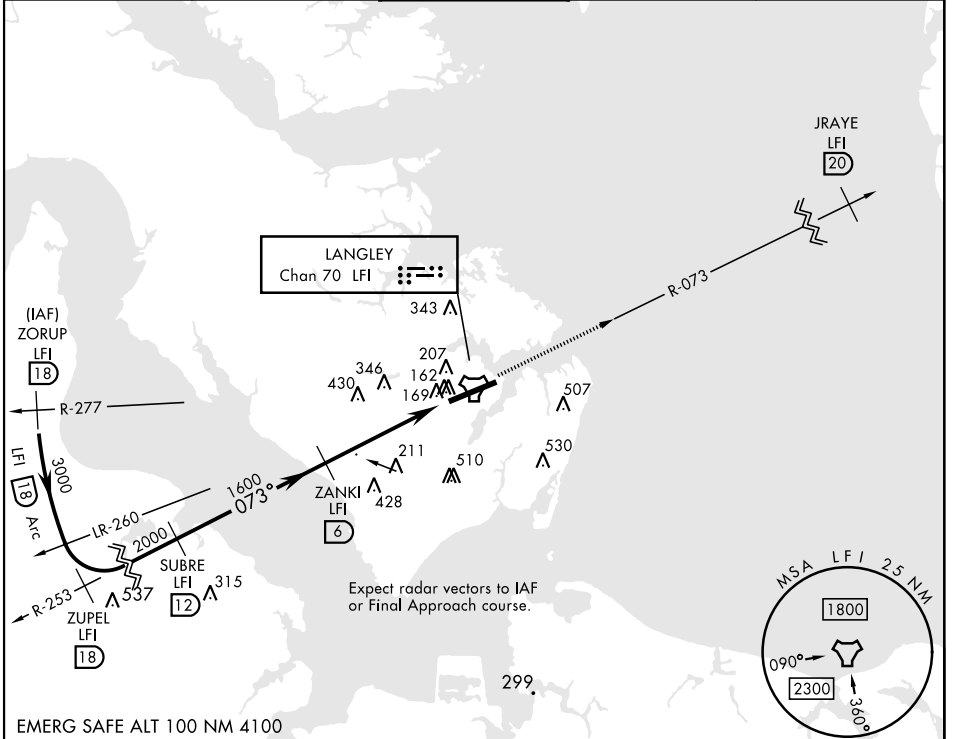 JRAYE
LFI
20
LANGLEY
Chan 70 LFI
R-073
343
(IAF)
ZORUP
LFI
18
207
346
162
430
169
507
R-277
LFI 18 Arc
3000
211
530
510
1600
073°
ZANKI
LFI
6
428
LR-260
2000
SUBRE
LFI
12
315
R-253
537
ZUPEL
LFI
18
Expect radar vectors to IAF
or Final Approach course.
MSA LFI 25 NM
1800
090°
2300
360°
299
EMERG SAFE ALT 100 NM 4100